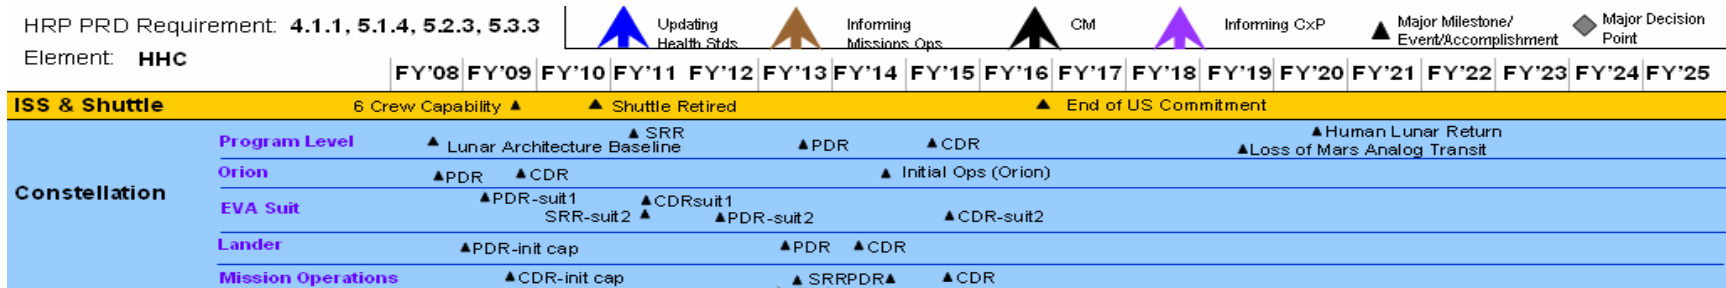 HRP PRD Requirement: 4.1.1, 5.1.4, 5.2.3, 5.3.3
Element: HHC
Updating
Health Stds
Informing
Missions Ops
CM
Informing CxP
Major Milestone/
Event/Accomplishment
Major Decision
Point
FY'08 FY'09 FY'10 FY'11 FY'12 FY'13 FY'14 FY'15 FY'16 FY'17 FY'18 FY'19 FY'20 FY'21 FY'22 FY'23 FY'24 FY'25
ISS & Shuttle 6 Crew Capability Shuttle Retired End of US Commitment
Constellation
Program Level
SRR Human Lunar Return
Lunar Architecture Baseline PDR CDR Loss of Mars Analog Transit
Orion PDR CDR Initial Ops (Orion)
EVA Suit
PDR-suit1 CDRsuit1
SRR-suit2 PDR-suit2 CDR-suit2
Lander PDR-init cap PDR CDR
Mission Operations CDR-init cap SRR PDR CDR